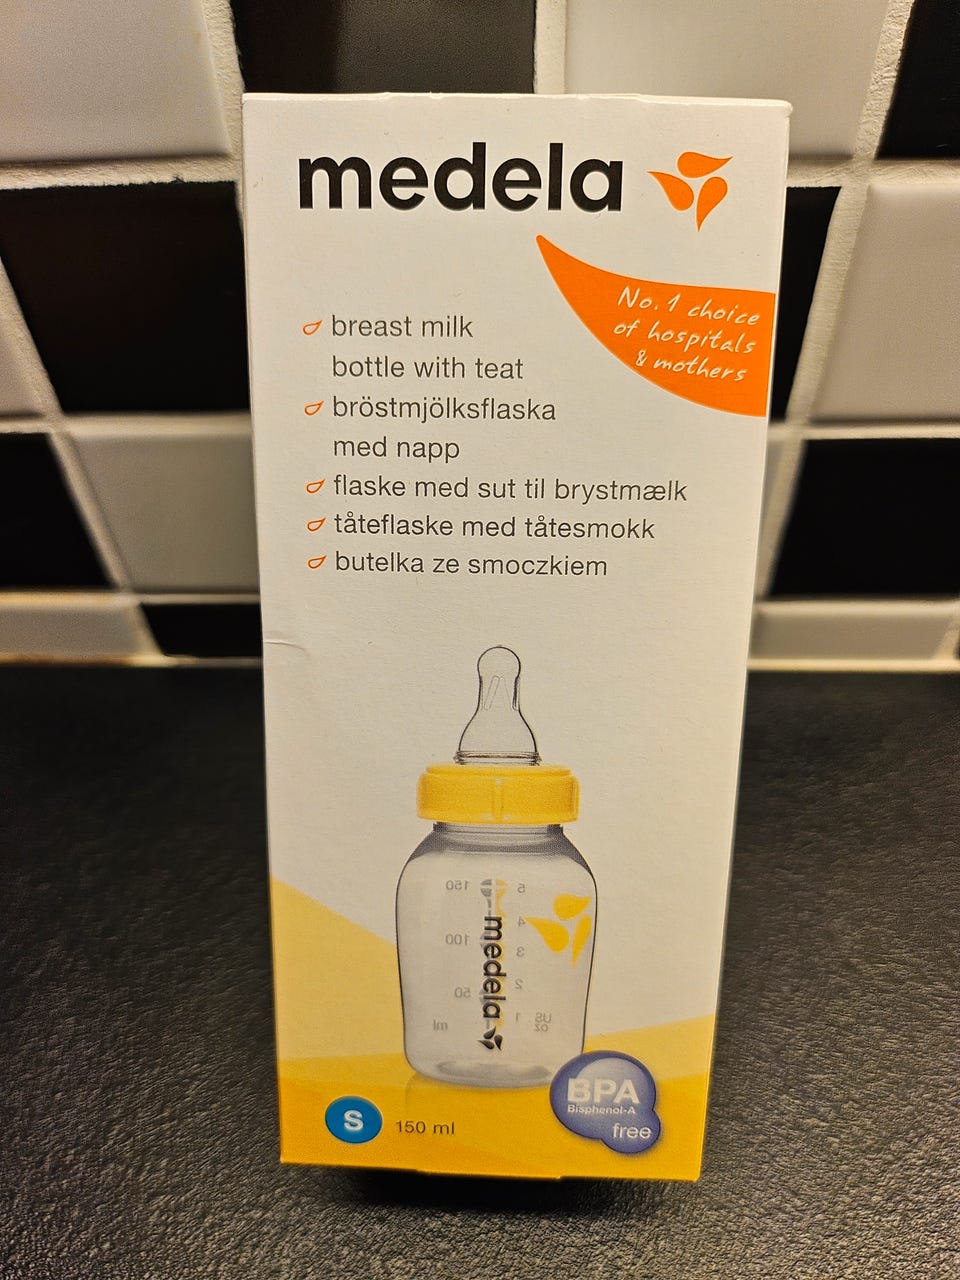 medela
No. 1 choice
of hospitals
& mothers
breast milk
bottle with teat
bröstmjölksflaska
med napp
flaske med sut til brystmælk
tåteflaske med tåtesmokk
butelka ze smoczkiem
150
5
4
100
3
2
50
1
ml
US
oz
medela
BPA
Bisphenol-A
free
S
150 ml